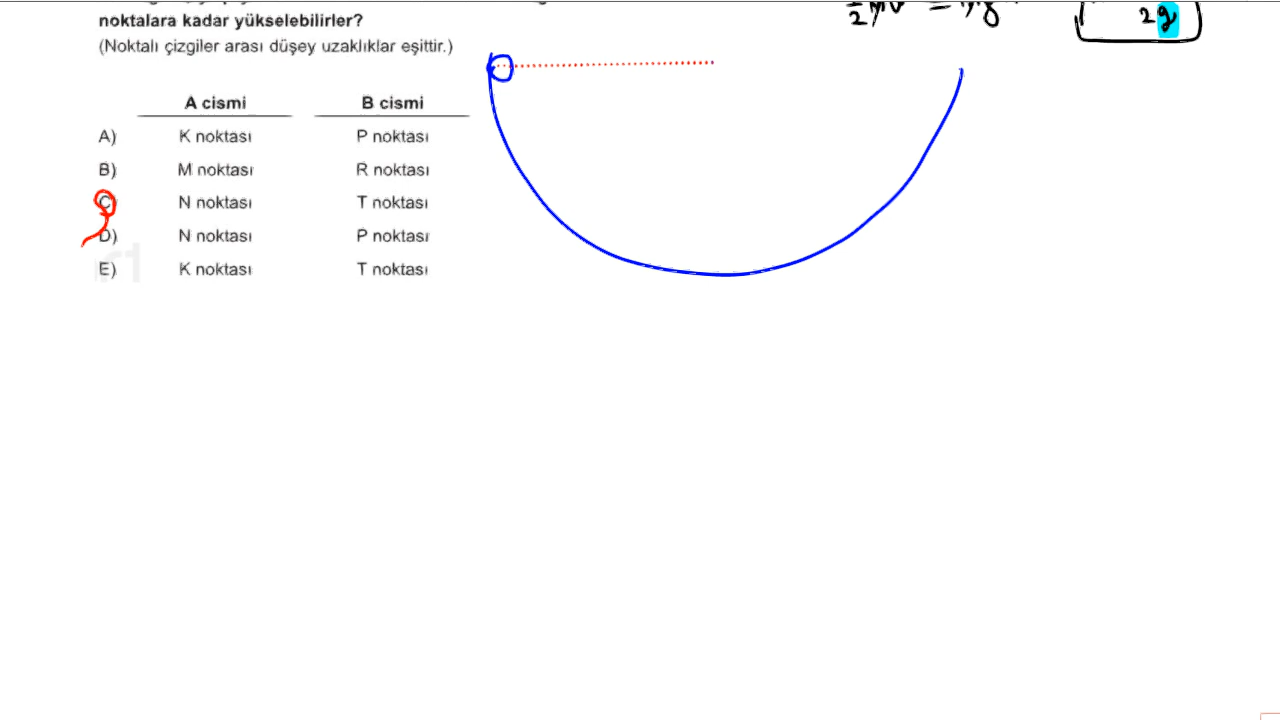 noktalara kadar yükselebilirler?
(Noktalı çizgiler arası düşey uzaklıklar eşittir.)
A cismi B cismi
A) K noktası P noktası
B) M noktası R noktası
C) N noktası T noktası
D) N noktası P noktası
E) K noktası T noktası
2g